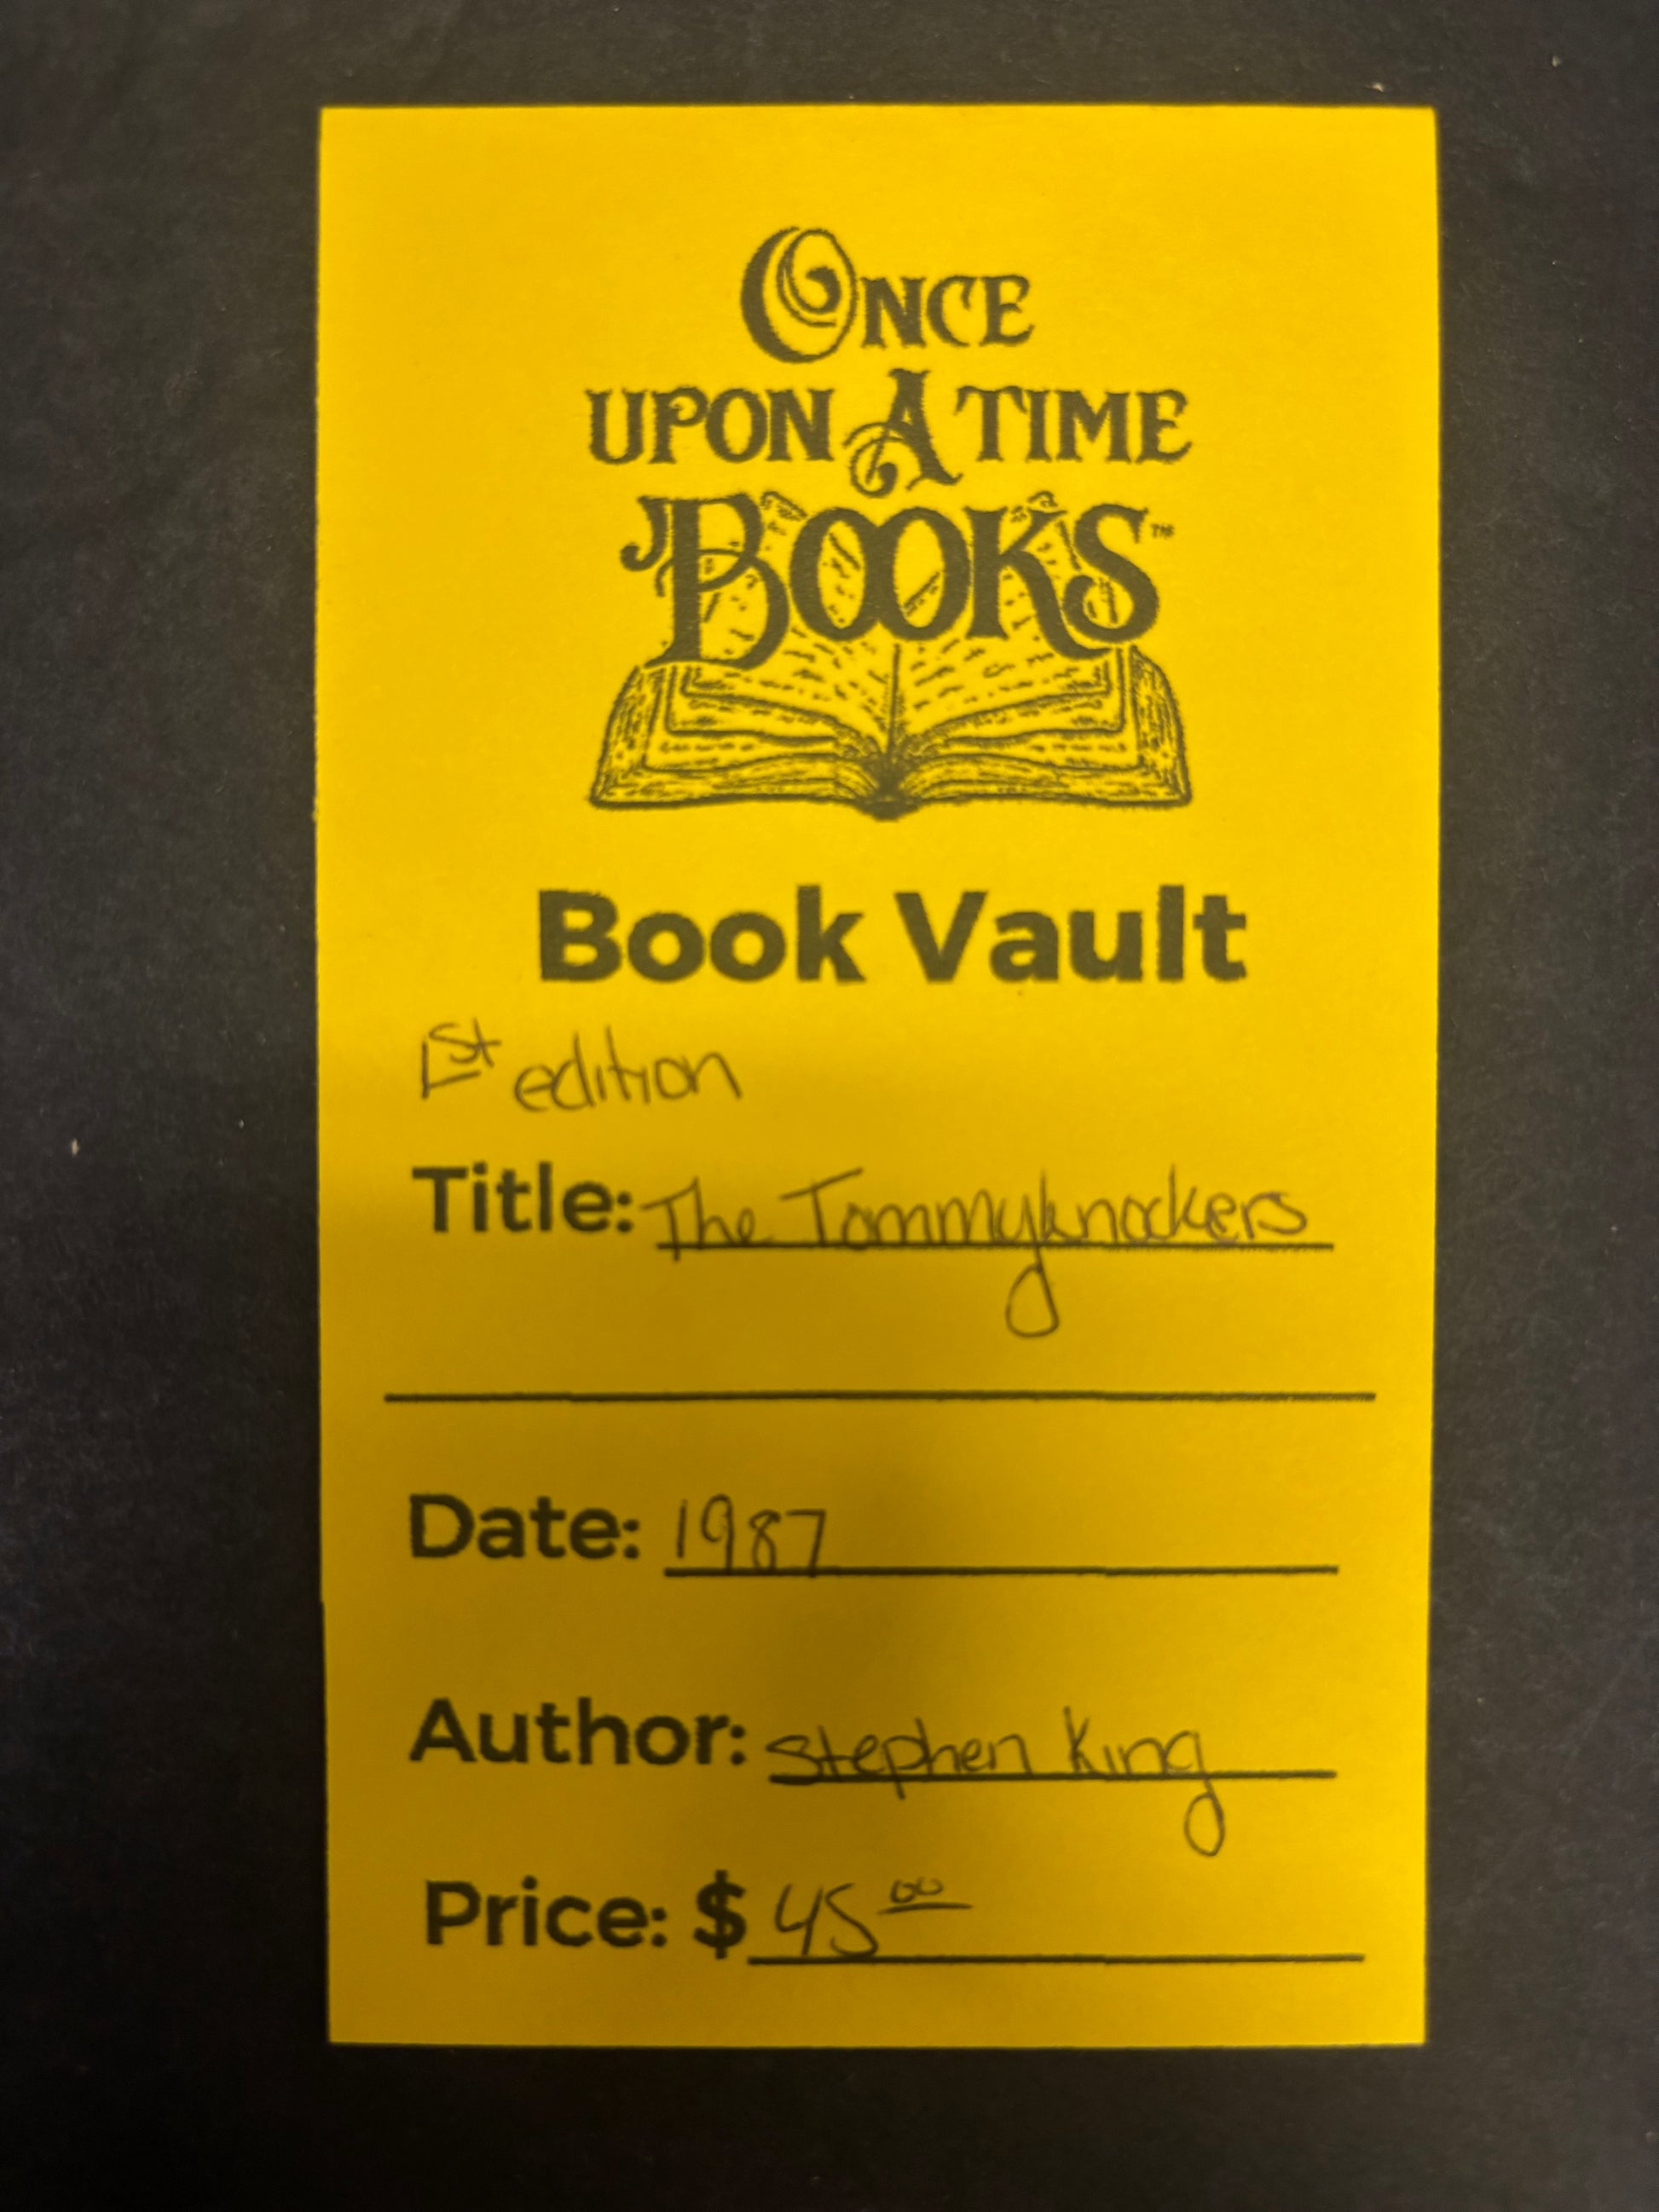 ONCE
UPON A TIME
BOOKS™
Book Vault
1st edition
Title: The Tommyknockers
Date: 1987
Author: Stephen King
Price: $ 45 00